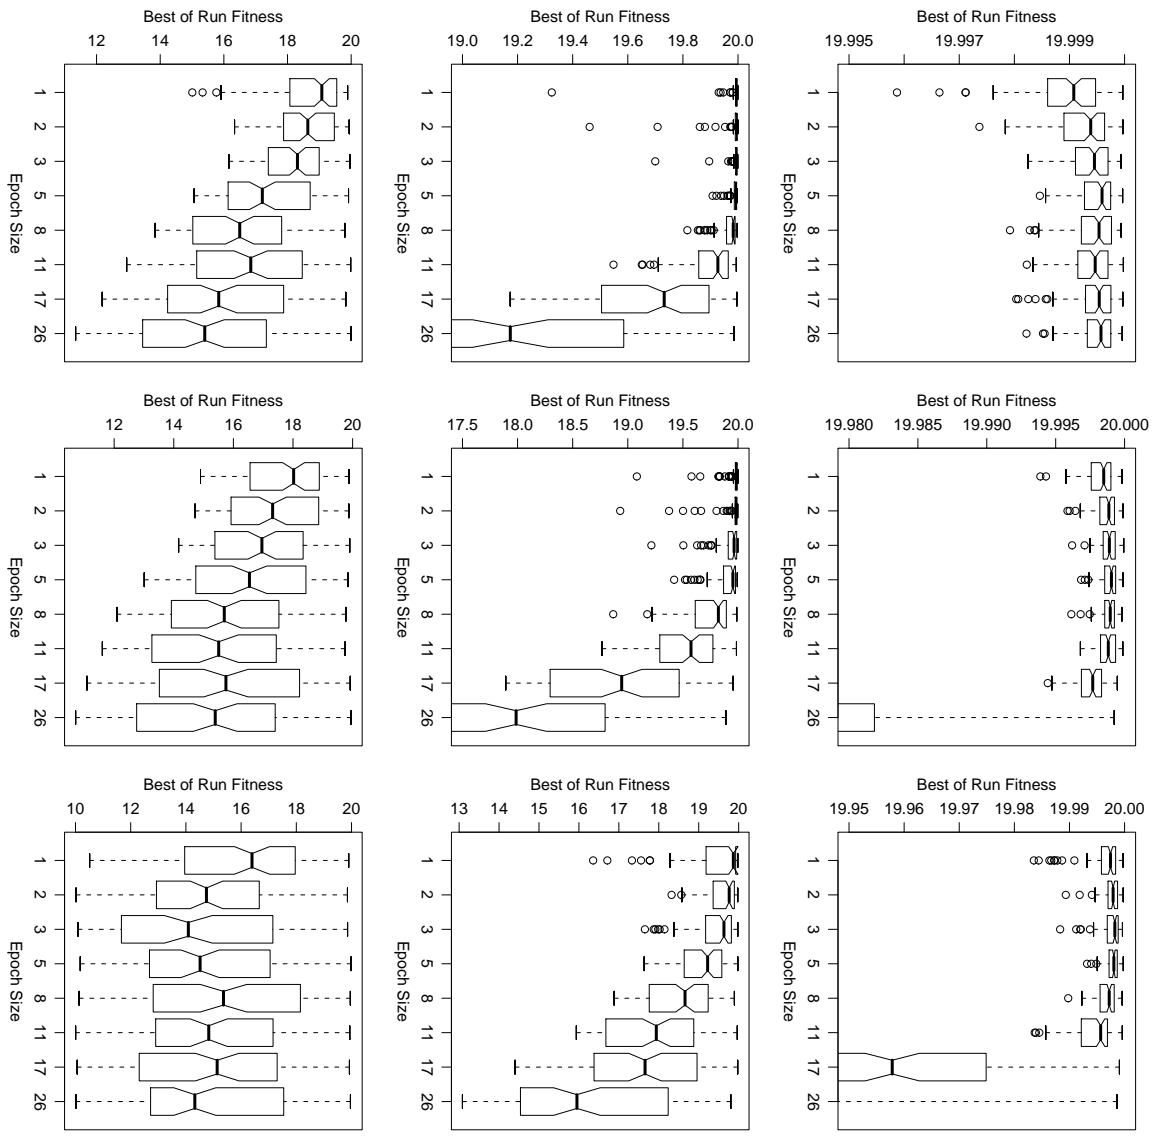 Best of Run Fitness Best of Run Fitness Best of Run Fitness
12 14 16 18 20 19.0 19.2 19.4 19.6 19.8 20.0 19.995 19.997 19.999
1 2 3 5 8 11 17 26 1 2 3 5 8 11 17 26 1 2 3 5 8 11 17 26
Epoch Size Epoch Size Epoch Size
Best of Run Fitness Best of Run Fitness Best of Run Fitness
12 14 16 18 20 17.5 18.0 18.5 19.0 19.5 20.0 19.980 19.985 19.990 19.995 20.000
1 2 3 5 8 11 17 26 1 2 3 5 8 11 17 26 1 2 3 5 8 11 17 26
Epoch Size Epoch Size Epoch Size
Best of Run Fitness Best of Run Fitness Best of Run Fitness
10 12 14 16 18 20 13 14 15 16 17 18 19 20 19.95 19.96 19.97 19.98 19.99 20.00
1 2 3 5 8 11 17 26 1 2 3 5 8 11 17 26 1 2 3 5 8 11 17 26
Epoch Size Epoch Size Epoch Size